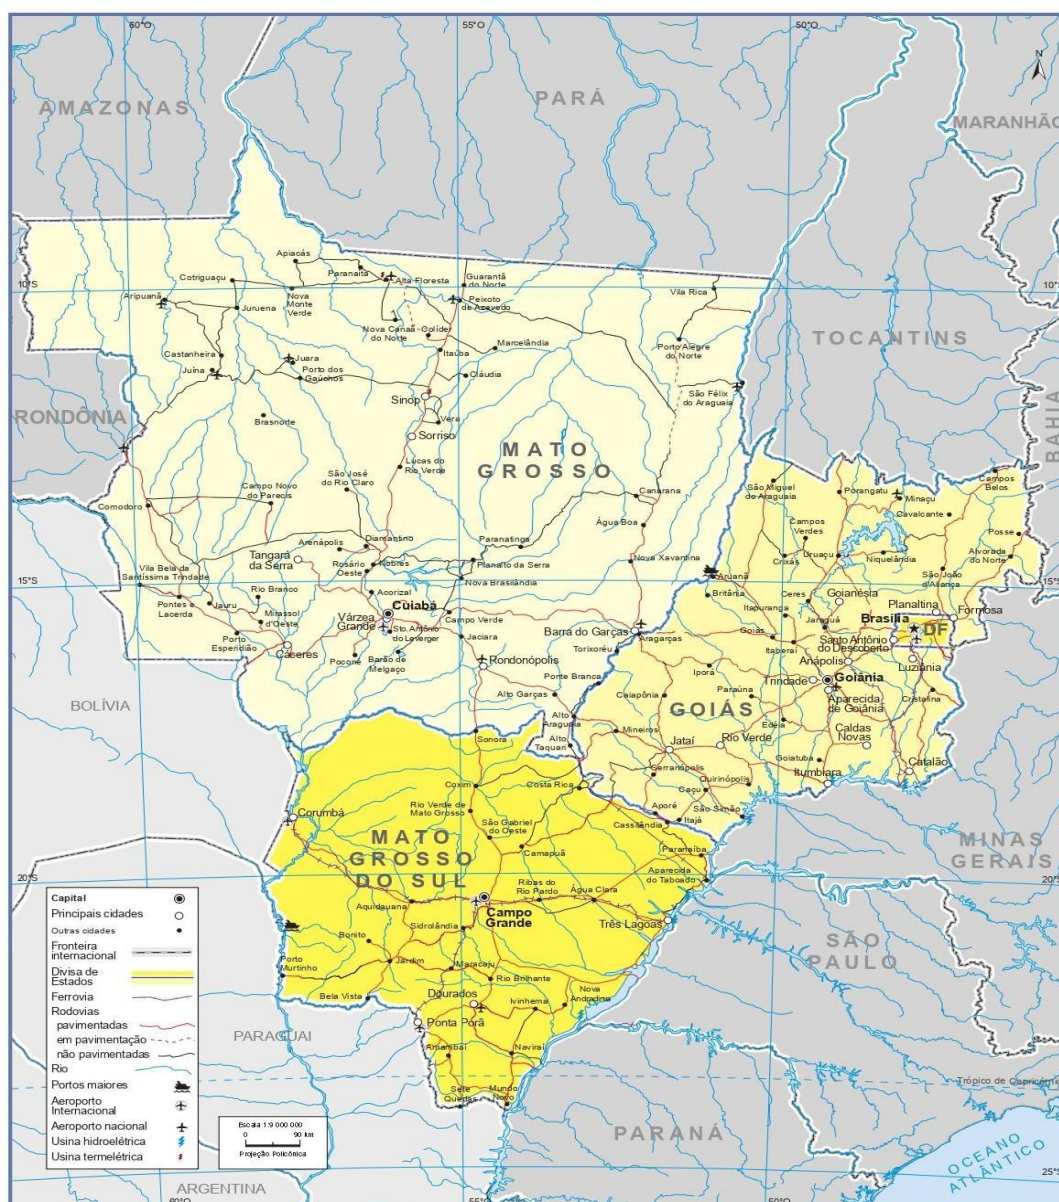 60°O
55°O
50°O
N
AMAZONAS
PARÁ
MARANHÃO
TOCANTINS
RONDÔNIA
BAHIA
10°S
10°S
Apiacás
Paranaíta
Alta Floresta
Guarantã
do Norte
Cotriguaçu
Nova
Monte
Verde
Aripuanã
Juruena
Peixoto
de Azevedo
Vila Rica
Nova Canaã
do Norte
Colíder
Itaúba
Marcelândia
Porto Alegre
do Norte
Castanheira
Juína
Juara
Porto dos
Gaúchos
Cláudia
São Félix
do Araguaia
Sinop
Vera
Brasnorte
Sorriso
MATO
GROSSO
Lucas do
Rio Verde
São José
do Rio Claro
Campo Novo
do Parecis
Comodoro
Canarana
Água Boa
São Miguel
do Araguaia
Porangatu
Minaçu
Campos
Belos
Cavalcante
Campos
Verdes
Posse
Arenápolis
Diamantino
Paranatinga
Tangará
da Serra
Rosário
Oeste
Nobres
Planalto da Serra
Nova Xavantina
Uruaçu
Crixás
Niquelândia
Alvorada
do Norte
15°S
15°S
Vila Bela da
Santíssima Trindade
Nova Brasilândia
Aruanã
São João
d'Aliança
Pontes e
Lacerda
Jauru
Rio Branco
Mirassol
d'Oeste
Acorizal
Cuiabá
Várzea
Grande
Campo Verde
Britânia
Ceres
Goianésia
Itapuranga
Jaraguá
Planaltina
Formosa
Brasília
DF
Sto. Antônio
do Leverger
Jaciara
Barra do Garças
Aragarças
Goiás
Itaberaí
Santo Antônio
do Descoberto
Porto
Esperidião
Cáceres
Poconé
Barão de
Melgaço
Torixoréu
Rondonópolis
Anápolis
Luziânia
Iporá
Trindade
Goiânia
Ponte Branca
Alto Garças
Caiapônia
Paraúna
Aparecida
de Goiânia
Cristalina
BOLÍVIA
GOIÁS
Alto
Araguaia
Edéia
Caldas
Novas
Sonora
Alto
Taquari
Mineiros
Jataí
Rio Verde
Goiatuba
Catalão
Serranópolis
Quirinópolis
Itumbiara
Coxim
Costa Rica
Caçu
Corumbá
Rio Verde de
Mato Grosso
São Gabriel
do Oeste
Aporé
São Simão
Cassilândia
Itajá
MATO
GROSSO
DO SUL
Camapuã
Paranaíba
MINAS
GERAIS
Aparecida
do Taboado
20°S
20°S
Ribas do
Rio Pardo
Água Clara
Aquidauana
Campo
Grande
Três Lagoas
Sidrolândia
Bonito
SÃO
PAULO
Jardim
Maracaju
Porto
Murtinho
Rio Brilhante
Bela Vista
Dourados
Ivinhema
Nova
Andradina
Ponta Porã
PARAGUAI
Amambaí
Naviraí
Sete
Quedas
Mundo
Novo
Trópico de Capricórnio
PARANÁ
OCEANO
ATLÂNTICO
ARGENTINA
60°O
55°O
50°O
25°S
Capital
Principais cidades
Outras cidades
Fronteira
internacional
Divisa de
Estados
Ferrovia
Rodovias
pavimentadas
em pavimentação
não pavimentadas
Rio
Portos maiores
Aeroporto
Internacional
Aeroporto nacional
Usina hidroelétrica
Usina termelétrica
Escala 1:9 000 000
0 90 km
Projeção Policônica